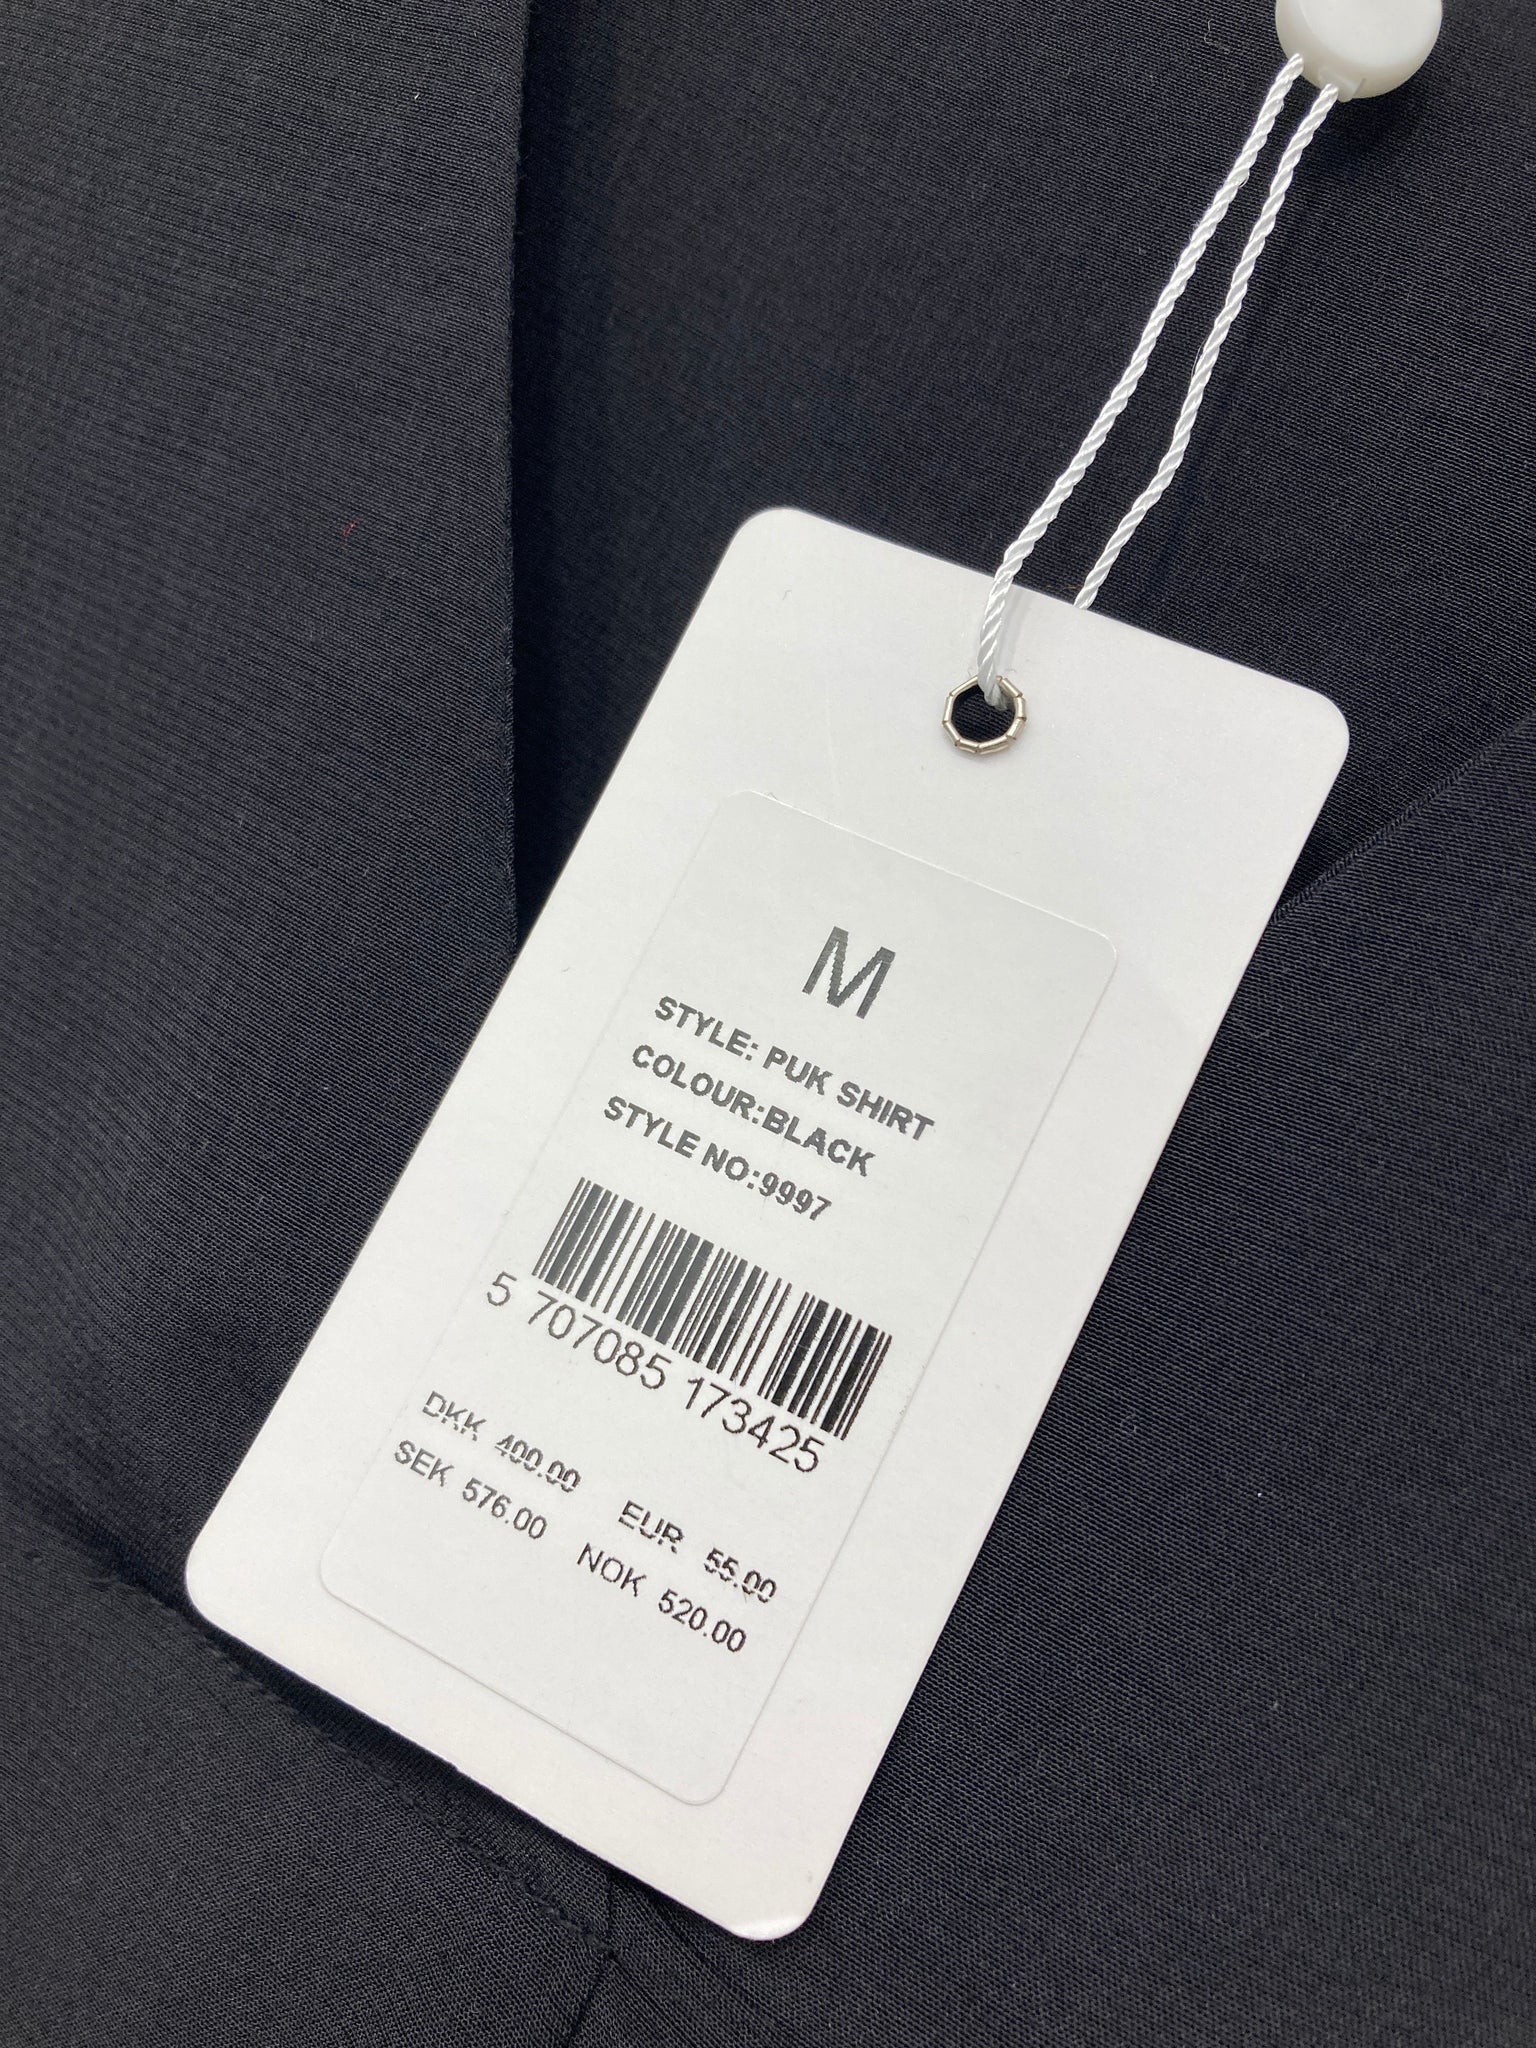 M
STYLE: PUK SHIRT
COLOUR:BLACK
STYLE NO:9997
5 707085 173425
DKK 400.00 EUR 55.00
SEK 576.00 NOK 520.00